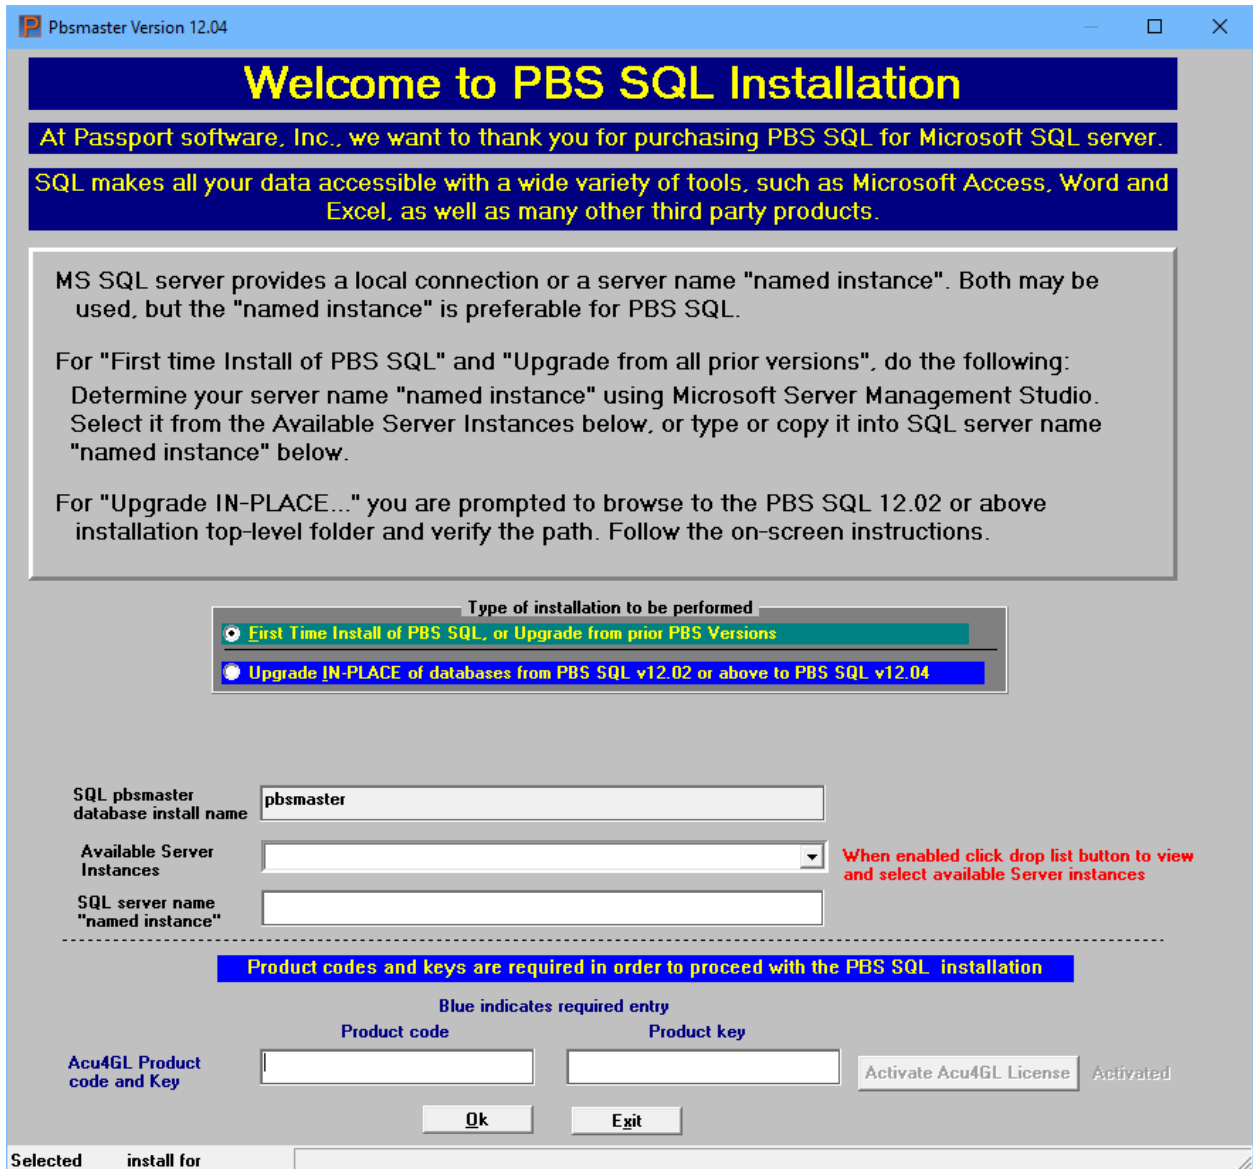 Pbsmaster Version 12.04
Welcome to PBS SQL Installation
At Passport software, Inc., we want to thank you for purchasing PBS SQL for Microsoft SQL server.
SQL makes all your data accessible with a wide variety of tools, such as Microsoft Access, Word and
Excel, as well as many other third party products.
MS SQL server provides a local connection or a server name "named instance". Both may be
used, but the "named instance" is preferable for PBS SQL.
For "First time Install of PBS SQL" and "Upgrade from all prior versions", do the following:
Determine your server name "named instance" using Microsoft Server Management Studio.
Select it from the Available Server Instances below, or type or copy it into SQL server name
"named instance" below.
For "Upgrade IN-PLACE..." you are prompted to browse to the PBS SQL 12.02 or above
installation top-level folder and verify the path. Follow the on-screen instructions.
Type of installation to be performed
First Time Install of PBS SQL, or Upgrade from prior PBS Versions
Upgrade IN-PLACE of databases from PBS SQL v12.02 or above to PBS SQL v12.04
SQL pbsmaster
database install name
pbsmaster
Available Server
Instances
When enabled click drop list button to view
and select available Server instances
SQL server name
"named instance"
Product codes and keys are required in order to proceed with the PBS SQL installation
Blue indicates required entry
Product code
Product key
Acu4GL Product
code and Key
Activate Acu4GL License
Activated
Ok
Exit
Selected install for